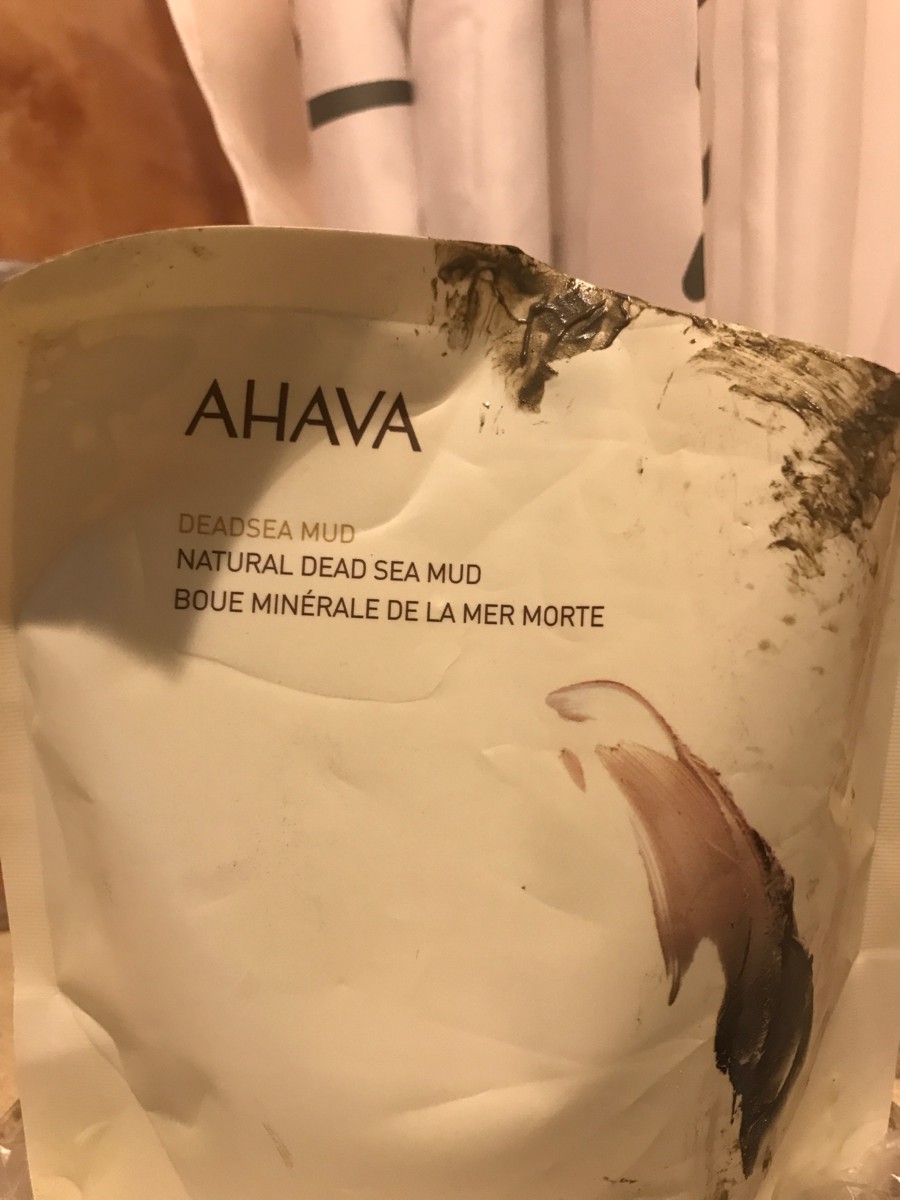 AHAVA
DEADSEA MUD
NATURAL DEAD SEA MUD
BOUE MINÉRALE DE LA MER MORTE